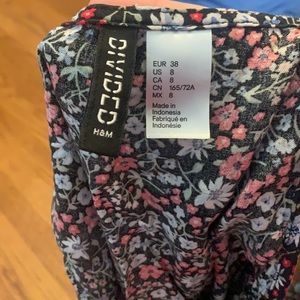 DIVIDED
H&M
EUR 38
US 8
CA 8
CN 165/72A
MX 8
Made in
Indonesia
Fabriqué en
Indonésie